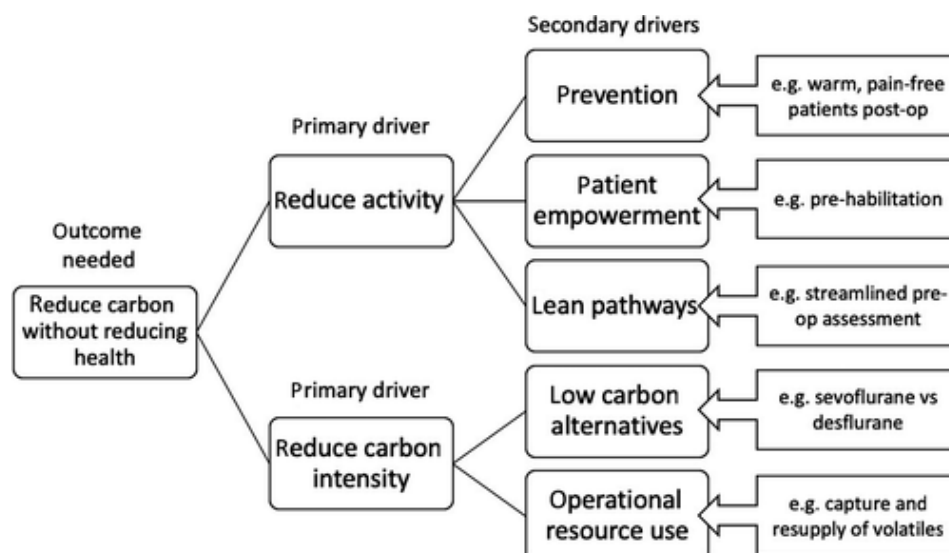 Secondary drivers
Prevention
e.g. warm, pain-free
patients post-op
Primary driver
Reduce activity
Patient
empowerment
e.g. pre-habilitation
Outcome
needed
Reduce carbon
without reducing
health
Lean pathways
e.g. streamlined pre-
op assessment
Primary driver
Reduce carbon
intensity
Low carbon
alternatives
e.g. sevoflurane vs
desflurane
Operational
resource use
e.g. capture and
resupply of volatiles